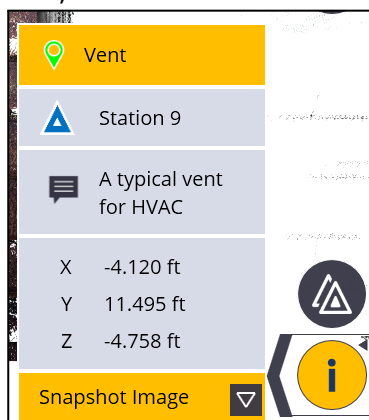 Vent
Station 9
A typical vent
for HVAC
X -4.120 ft
Y 11.495 ft
Z -4.758 ft
Snapshot Image
i